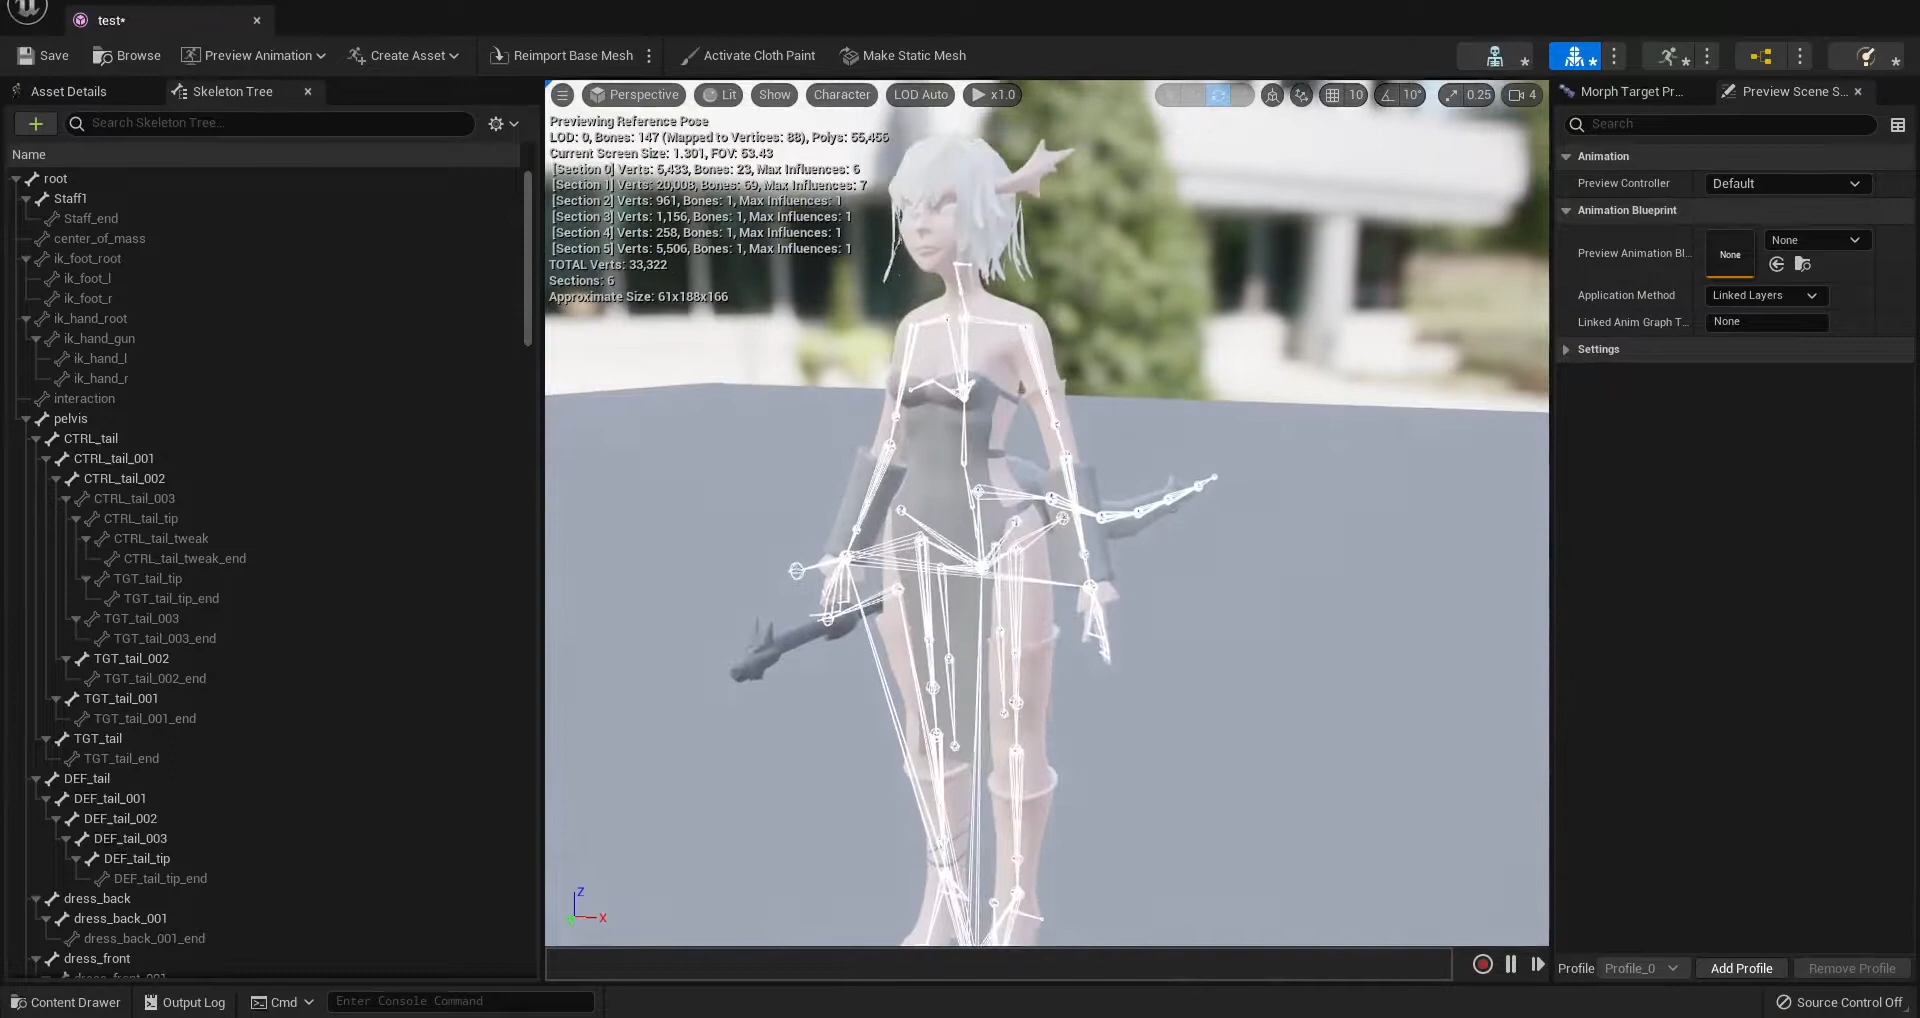 test*
Save
Browse
Preview Animation
Create Asset
Reimport Base Mesh
Activate Cloth Paint
Make Static Mesh
Asset Details
Skeleton Tree
Search Skeleton Tree...
Name
root
Staff1
Staff_end
center_of_mass
ik_foot_root
ik_foot_l
ik_foot_r
ik_hand_root
ik_hand_gun
ik_hand_l
ik_hand_r
interaction
pelvis
CTRL_tail
CTRL_tail_001
CTRL_tail_002
CTRL_tail_003
CTRL_tail_tip
CTRL_tail_tweak
CTRL_tail_tweak_end
TGT_tail_tip
TGT_tail_tip_end
TGT_tail_003
TGT_tail_003_end
TGT_tail_002
TGT_tail_002_end
TGT_tail_001
TGT_tail_001_end
TGT_tail
TGT_tail_end
DEF_tail
DEF_tail_001
DEF_tail_002
DEF_tail_003
DEF_tail_tip
DEF_tail_tip_end
dress_back
dress_back_001
dress_back_001_end
dress_front
dress_front_001
Perspective
Lit
Show
Character
LOD Auto
x1.0
10
10°
0.25
4
Previewing Reference Pose
LOD: 0, Bones: 147 (Mapped to Vertices: 88), Polys: 55,456
Current Screen Size: 1.301, FOV: 53.43
[Section 0] Verts: 5,433, Bones: 23, Max Influences: 6
[Section 1] Verts: 20,008, Bones: 69, Max Influences: 7
[Section 2] Verts: 961, Bones: 1, Max Influences: 1
[Section 3] Verts: 1,156, Bones: 1, Max Influences: 1
[Section 4] Verts: 258, Bones: 1, Max Influences: 1
[Section 5] Verts: 5,506, Bones: 1, Max Influences: 1
TOTAL Verts: 33,322
Sections: 6
Approximate Size: 61x188x166
Z
X
Morph Target Pr...
Preview Scene S...
Search
Animation
Preview Controller
Default
Animation Blueprint
Preview Animation Bl...
None
None
Application Method
Linked Layers
Linked Anim Graph T...
None
Settings
Profile
Profile_0
Add Profile
Remove Profile
Content Drawer
Output Log
Cmd
Enter Console Command
Source Control Off